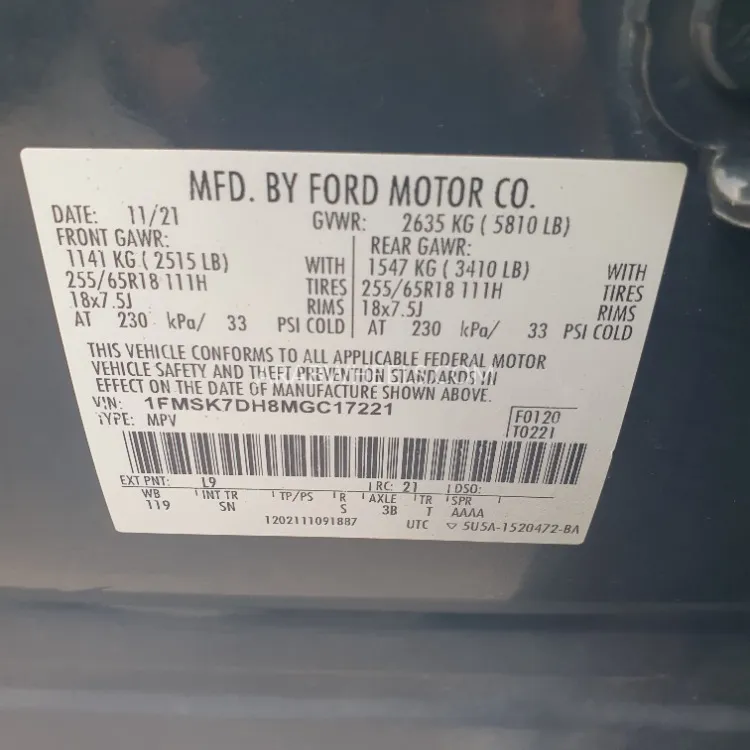 MFD. BY FORD MOTOR CO.
DATE: 11/21 GVWR: 2635 KG ( 5810 LB)
FRONT GAWR: REAR GAWR:
1141 KG ( 2515 LB) WITH 1547 KG ( 3410 LB) WITH
255/65R18 111H TIRES 255/65R18 111H TIRES
18x7.5J RIMS 18x7.5J RIMS
AT 230 kPa/ 33 PSI COLD AT 230 kPa/ 33 PSI COLD
THIS VEHICLE CONFORMS TO ALL APPLICABLE FEDERAL MOTOR
VEHICLE SAFETY AND THEFT PREVENTION STANDARDS IN
EFFECT ON THE DATE OF MANUFACTURE SHOWN ABOVE.
VIN: 1FMSK7DH8MGC17221
TYPE: MPV
F0120
T0221
EXT PNT: L9 RC: 21 DSO:
WB INT TR TP/PS R AXLE TR SPR
119 SN S 3B T AAAA
1202111091887 UTC ▽ 5U5A-1520472-BA